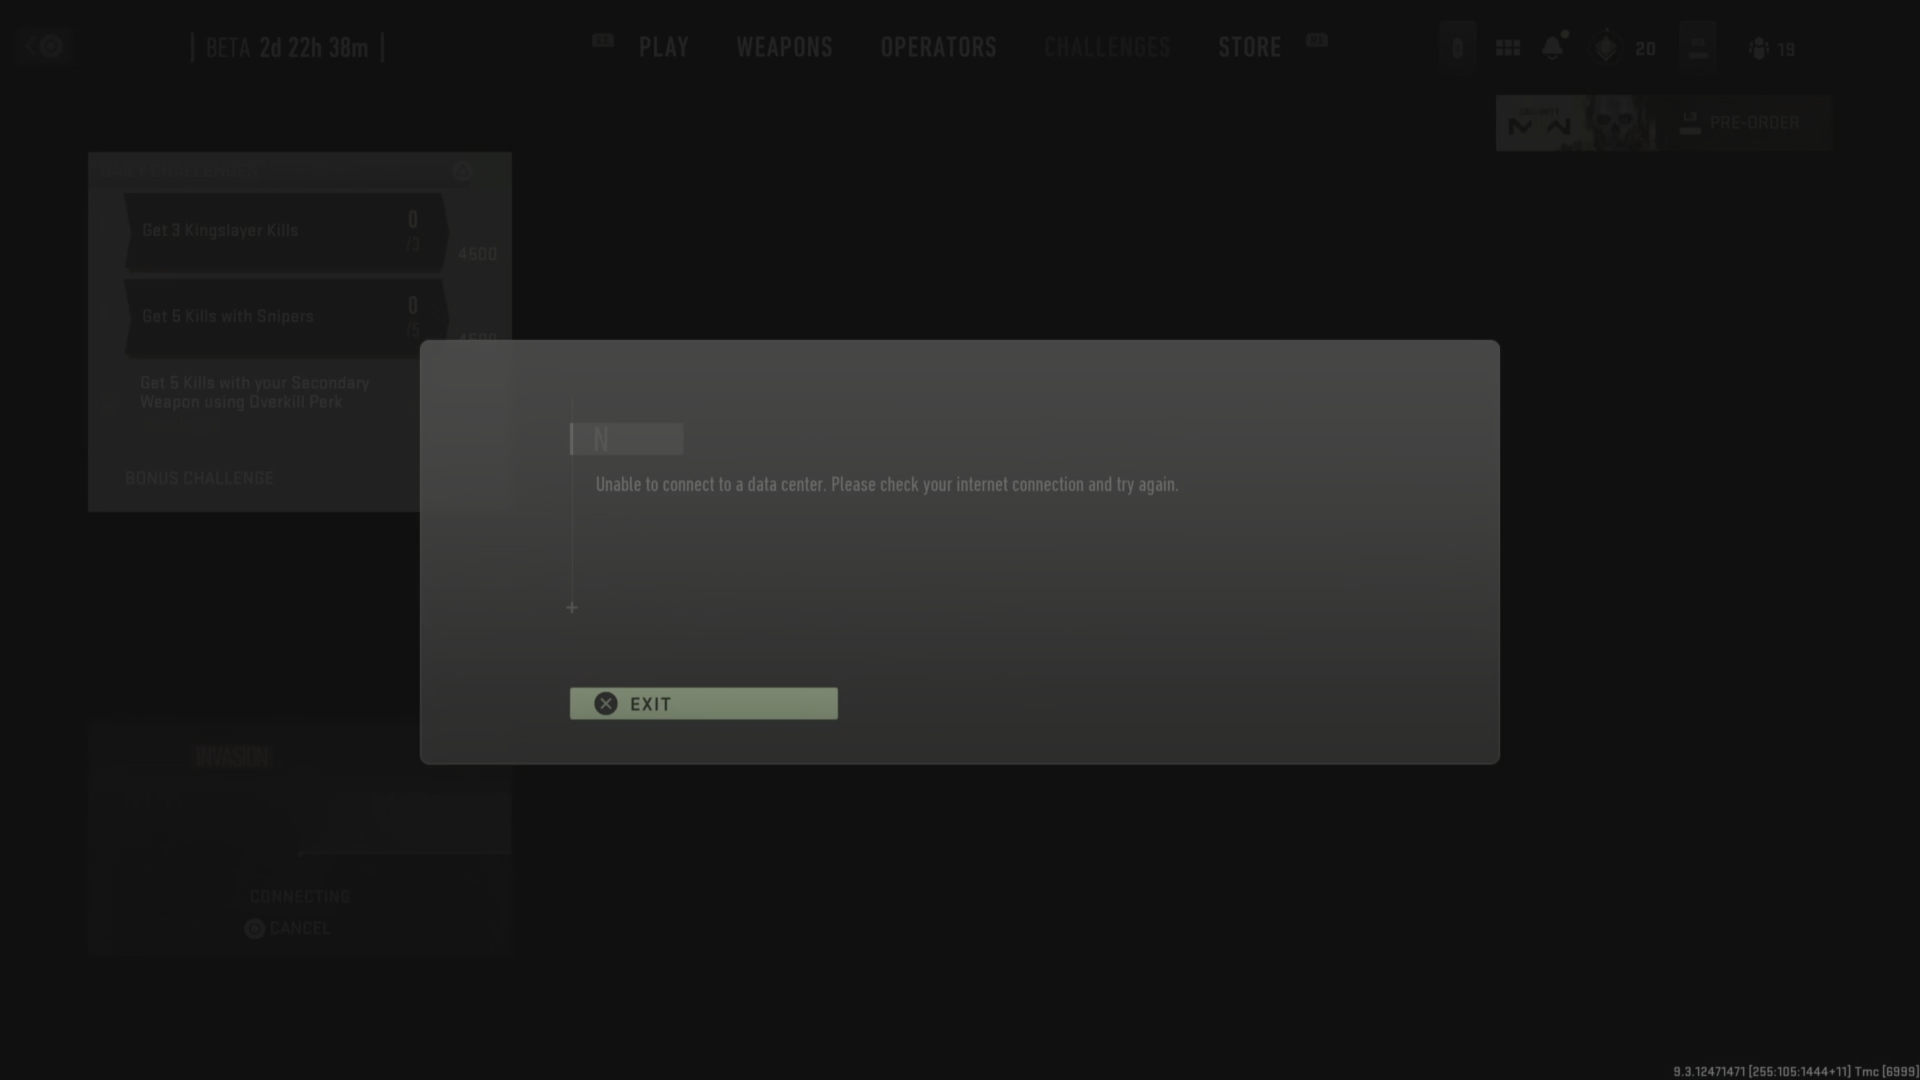 BETA 2d 22h 38m
PLAY
WEAPONS
OPERATORS
CHALLENGES
STORE
20
19
PRE-ORDER
Get 3 Kingslayer Kills
0
/3
4500
Get 5 Kills with Snipers
0
/5
4500
Get 5 Kills with your Secondary
Weapon using Overkill Perk
BONUS CHALLENGE
N
Unable to connect to a data center. Please check your internet connection and try again.
EXIT
INVASION
CONNECTING
CANCEL
9.3.12471471 [255:105:1444+11] Tmc [6999]